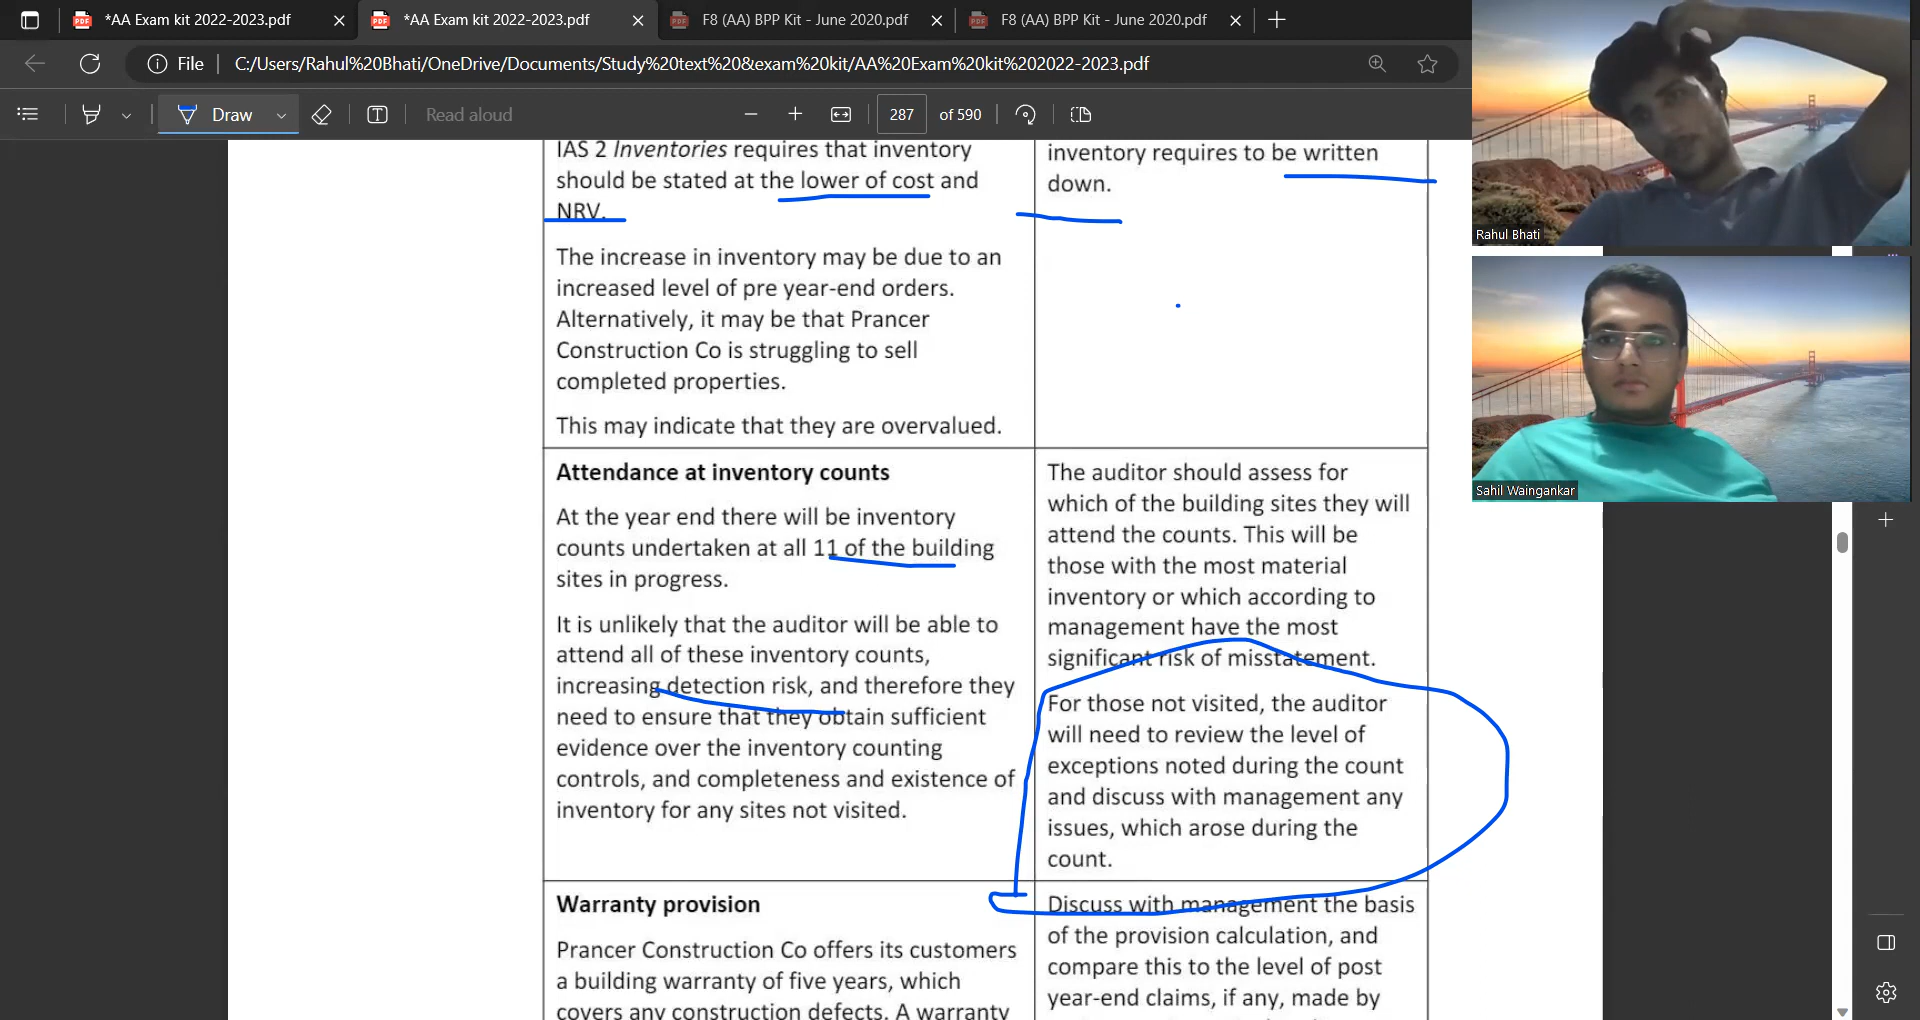 *AA Exam kit 2022-2023.pdf
*AA Exam kit 2022-2023.pdf
F8 (AA) BPP Kit - June 2020.pdf
F8 (AA) BPP Kit - June 2020.pdf
File
C:/Users/Rahul%20Bhati/OneDrive/Documents/Study%20text%20&exam%20kit/AA%20Exam%20kit%202022-2023.pdf
Draw
Read aloud
287
of 590
IAS 2 Inventories requires that inventory
should be stated at the lower of cost and
NRV.
The increase in inventory may be due to an
increased level of pre year-end orders.
Alternatively, it may be that Prancer
Construction Co is struggling to sell
completed properties.
This may indicate that they are overvalued.
inventory requires to be written
down.
Attendance at inventory counts
At the year end there will be inventory
counts undertaken at all 11 of the building
sites in progress.
It is unlikely that the auditor will be able to
attend all of these inventory counts,
increasing detection risk, and therefore they
need to ensure that they obtain sufficient
evidence over the inventory counting
controls, and completeness and existence of
inventory for any sites not visited.
The auditor should assess for
which of the building sites they will
attend the counts. This will be
those with the most material
inventory or which according to
management have the most
significant risk of misstatement.
For those not visited, the auditor
will need to review the level of
exceptions noted during the count
and discuss with management any
issues, which arose during the
count.
Warranty provision
Prancer Construction Co offers its customers
a building warranty of five years, which
covers any construction defects. A warranty
Discuss with management the basis
of the provision calculation, and
compare this to the level of post
year-end claims, if any, made by
Rahul Bhati
Sahil Waingankar